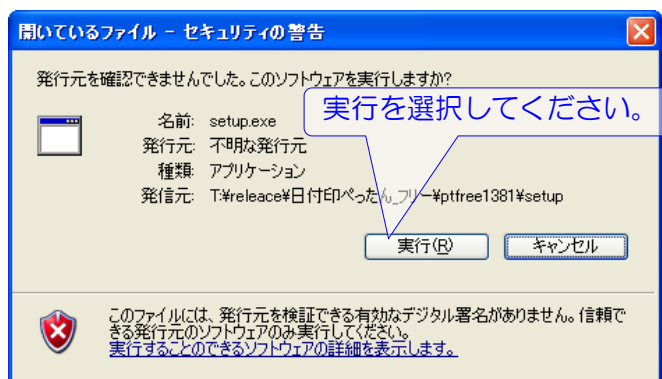 開いているファイル - セキュリティの警告
発行元を確認できませんでした。このソフトウェアを実行しますか?
実行を選択してください。
名前: setup.exe
発行元: 不明な発行元
種類: アプリケーション
発信元: T:¥releace¥日付印ぺったん_フリー¥ptfree1381¥setup
実行(R) キャンセル
このファイルには、発行元を検証できる有効なデジタル署名がありません。信頼で
きる発行元のソフトウェアのみ実行してください。
実行することのできるソフトウェアの詳細を表示します。